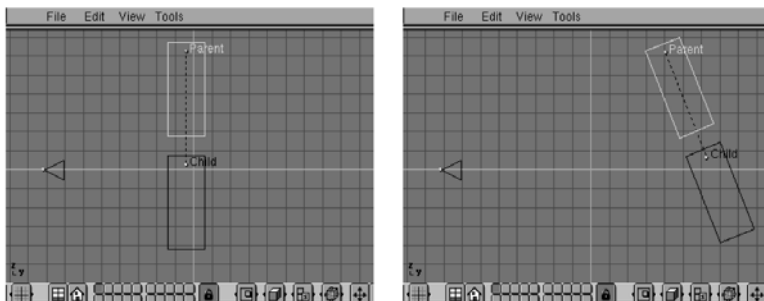 File Edit View Tools
Parent
Child
z
y
File Edit View Tools
Parent
Child
z
y